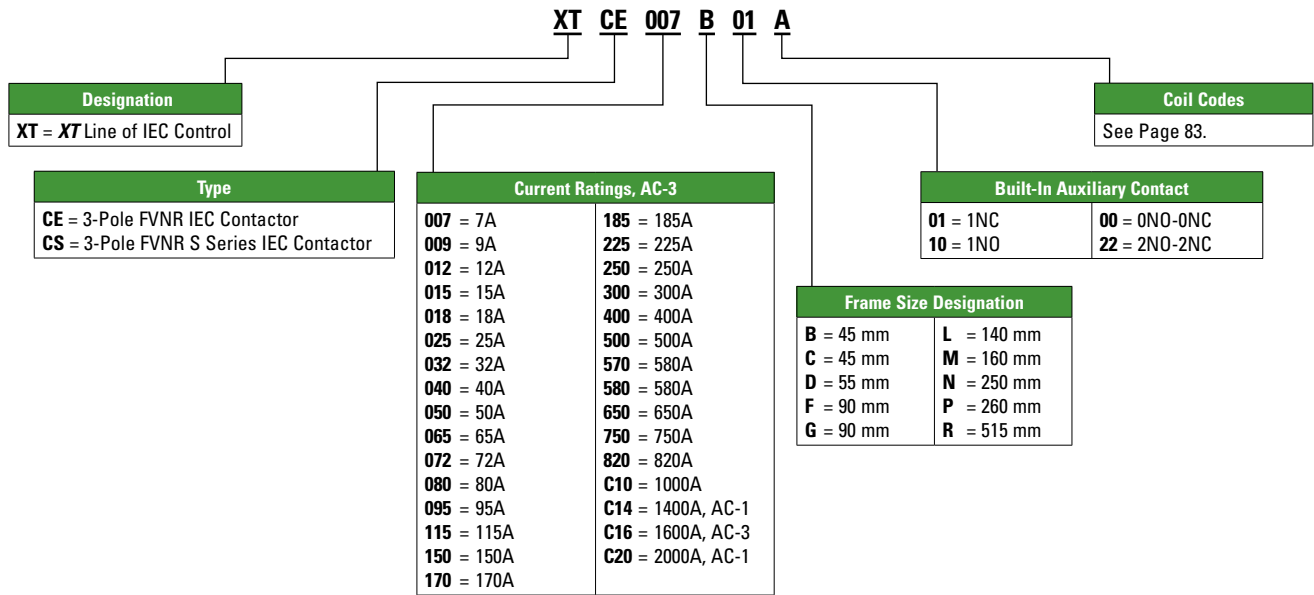 XT CE 007 B 01 A
Designation
XT = XT Line of IEC Control
Type
CE = 3-Pole FVNR IEC Contactor
CS = 3-Pole FVNR S Series IEC Contactor
Current Ratings, AC-3
007 = 7A
009 = 9A
012 = 12A
015 = 15A
018 = 18A
025 = 25A
032 = 32A
040 = 40A
050 = 50A
065 = 65A
072 = 72A
080 = 80A
095 = 95A
115 = 115A
150 = 150A
170 = 170A
185 = 185A
225 = 225A
250 = 250A
300 = 300A
400 = 400A
500 = 500A
570 = 580A
580 = 580A
650 = 650A
750 = 750A
820 = 820A
C10 = 1000A
C14 = 1400A, AC-1
C16 = 1600A, AC-3
C20 = 2000A, AC-1
Frame Size Designation
B = 45 mm
C = 45 mm
D = 55 mm
F = 90 mm
G = 90 mm
L = 140 mm
M = 160 mm
N = 250 mm
P = 260 mm
R = 515 mm
Built-In Auxiliary Contact
01 = 1NC
10 = 1NO
00 = 0NO-0NC
22 = 2NO-2NC
Coil Codes
See Page 83.